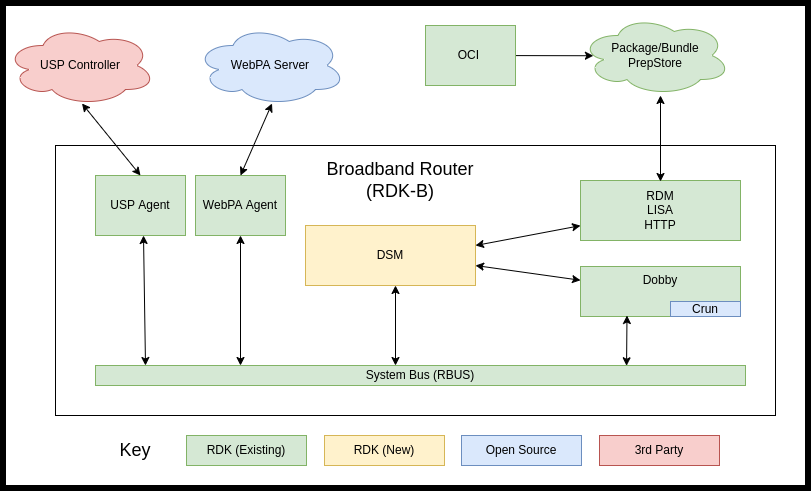 USP Controller
WebPA Server
OCI
Package/Bundle
PrepStore
Broadband Router
(RDK-B)
USP Agent
WebPA Agent
RDM
LISA
HTTP
DSM
Dobby
Crun
System Bus (RBUS)
Key
RDK (Existing)
RDK (New)
Open Source
3rd Party